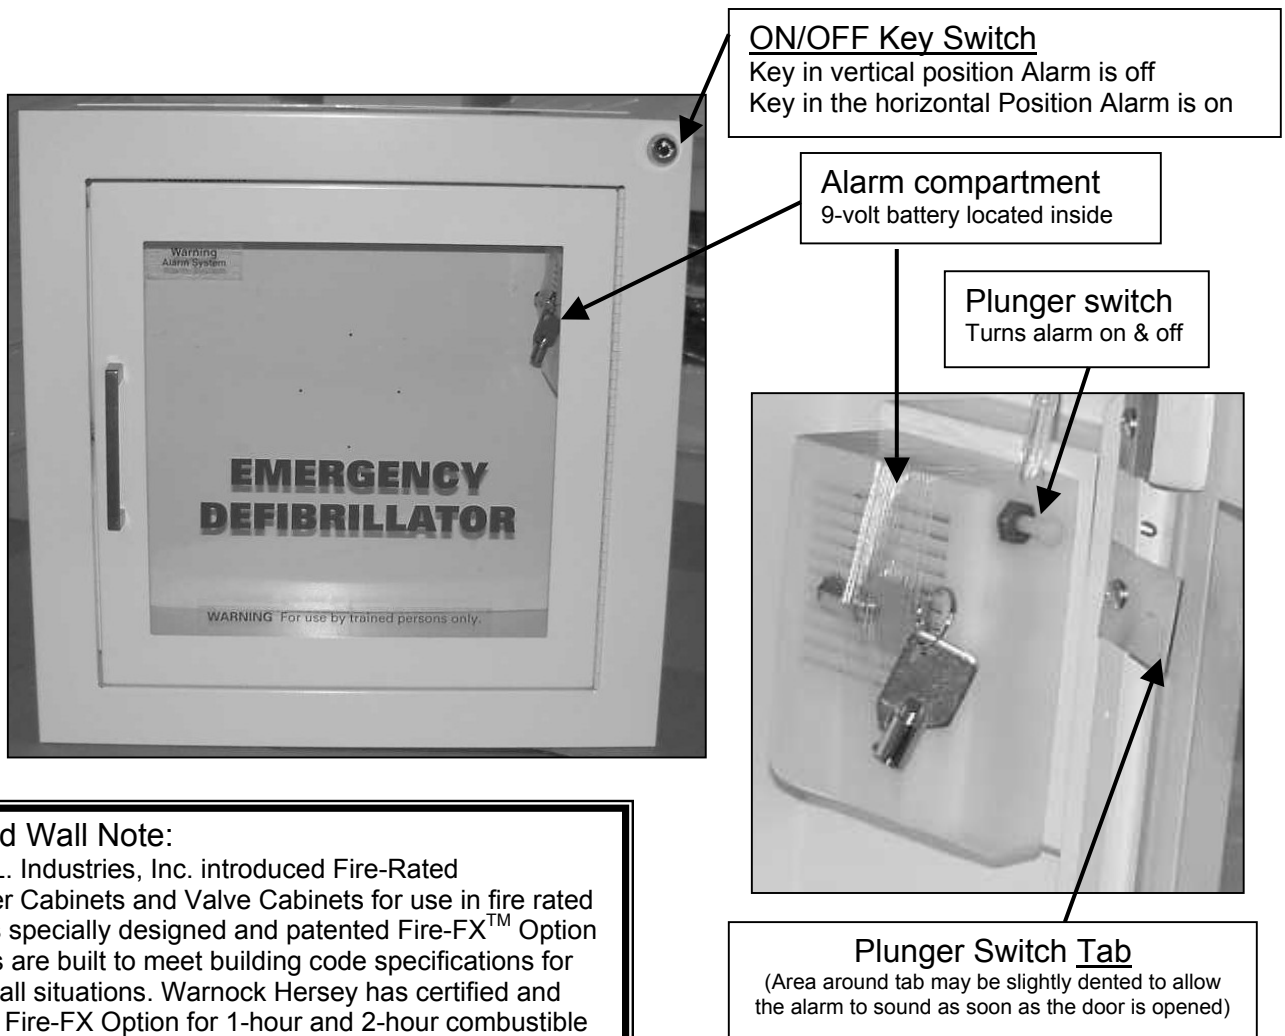 ON/OFF Key Switch
Key in vertical position Alarm is off
Key in the horizontal Position Alarm is on
Alarm compartment
9-volt battery located inside
Plunger switch
Turns alarm on & off
Warning
Alarm System
EMERGENCY
DEFIBRILLATOR
WARNING For use by trained persons only.
Plunger Switch Tab
(Area around tab may be slightly dented to allow
the alarm to sound as soon as the door is opened)
d Wall Note:
L. Industries, Inc. introduced Fire-Rated
er Cabinets and Valve Cabinets for use in fire rated
s specially designed and patented Fire-FX™ Option
s are built to meet building code specifications for
all situations. Warnock Hersey has certified and
Fire-FX Option for 1-hour and 2-hour combustible